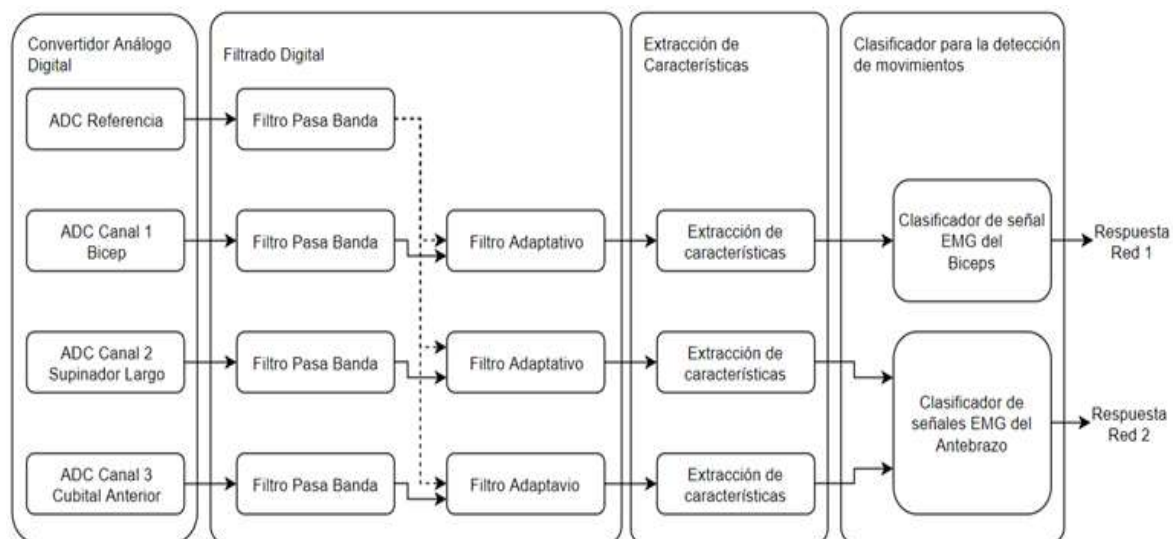 Convertidor Análogo
Digital
ADC Referencia
ADC Canal 1
Bicep
ADC Canal 2
Supinador Largo
ADC Canal 3
Cubital Anterior
Filtrado Digital
Filtro Pasa Banda
Filtro Pasa Banda
Filtro Adaptativo
Filtro Pasa Banda
Filtro Adaptativo
Filtro Pasa Banda
Filtro Adaptavio
Extracción de
Características
Extracción de
características
Extracción de
características
Extracción de
características
Clasificador para la detección
de movimientos
Clasificador de señal
EMG del
Biceps
Clasificador de
señales EMG del
Antebrazo
Respuesta
Red 1
Respuesta
Red 2